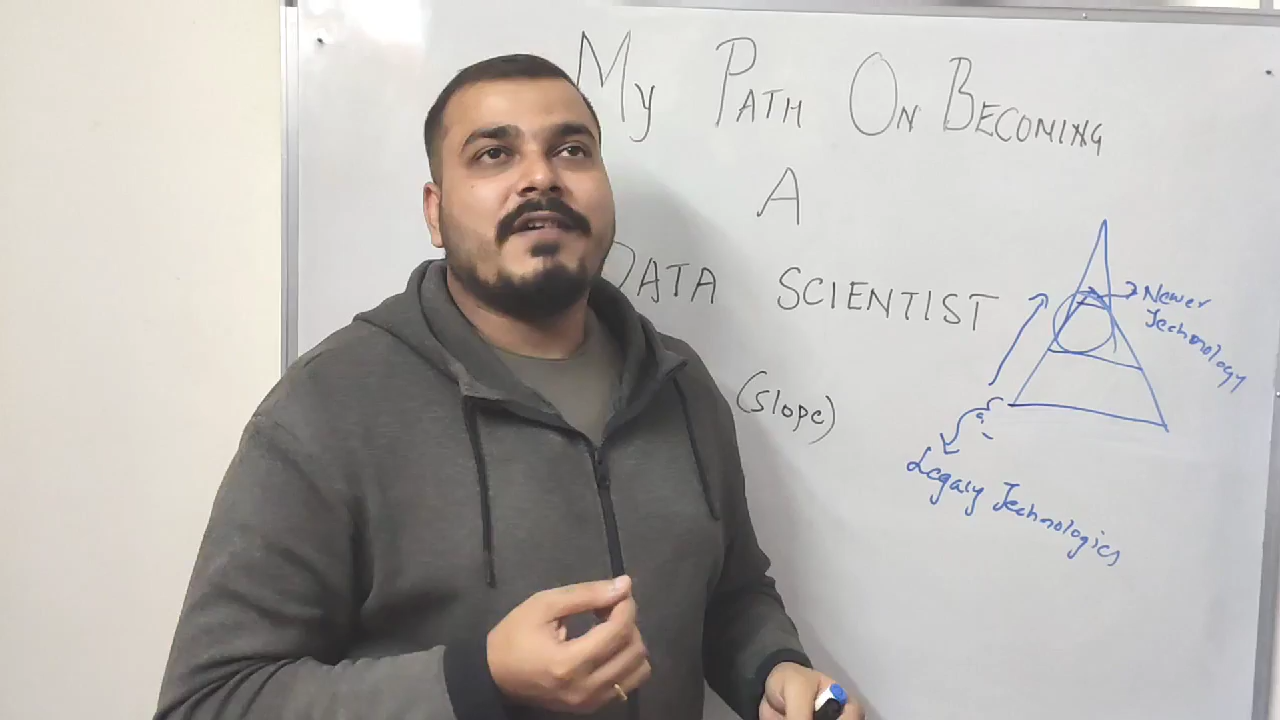 My PATH ON BECOMING
A
DATA SCIENTIST
(slope)
Newer
Technology
Legacy Technologies